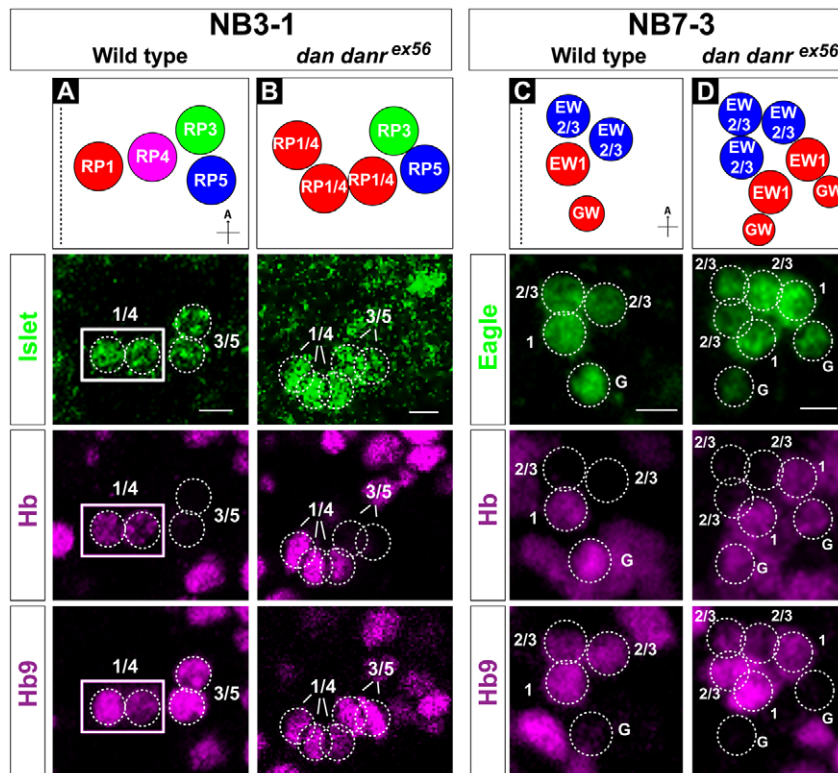 NB3-1
NB7-3
Wild type
dan danr ex56
Wild type
dan danr ex56
A
RP1
RP4
RP3
RP5
A
B
RP1/4
RP1/4
RP1/4
RP3
RP5
C
EW
2/3
EW
2/3
EW1
GW
A
D
EW
2/3
EW
2/3
EW
2/3
EW1
EW1
GW
GW
Islet
1/4
3/5
1/4
3/5
Eagle
2/3
2/3
1
G
2/3
2/3
1
2/3
1
G
G
Hb
1/4
3/5
1/4
3/5
Hb
2/3
2/3
1
G
2/3
2/3
1
2/3
1
G
G
Hb9
1/4
3/5
1/4
3/5
Hb9
2/3
2/3
1
G
2/3
2/3
1
2/3
1
G
G